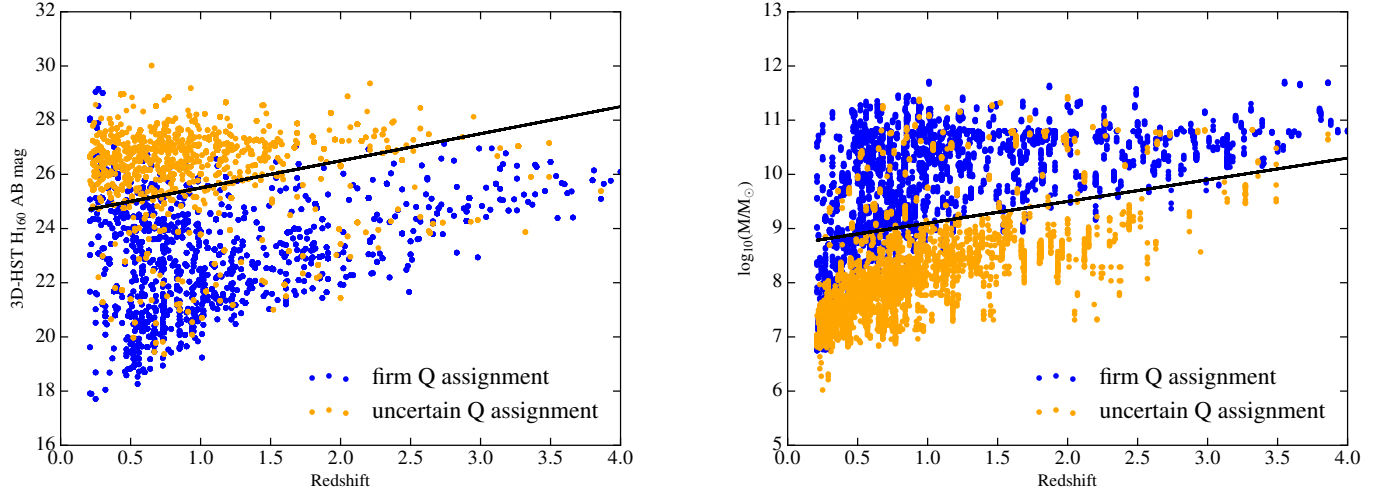 32
30
28
26
24
22
20
18
16
3D-HST H160 AB mag
firm Q assignment
uncertain Q assignment
0.0 0.5 1.0 1.5 2.0 2.5 3.0 3.5 4.0
Redshift
13
12
11
10
9
8
7
6
5
log10(M/M⊙)
firm Q assignment
uncertain Q assignment
0.0 0.5 1.0 1.5 2.0 2.5 3.0 3.5 4.0
Redshift